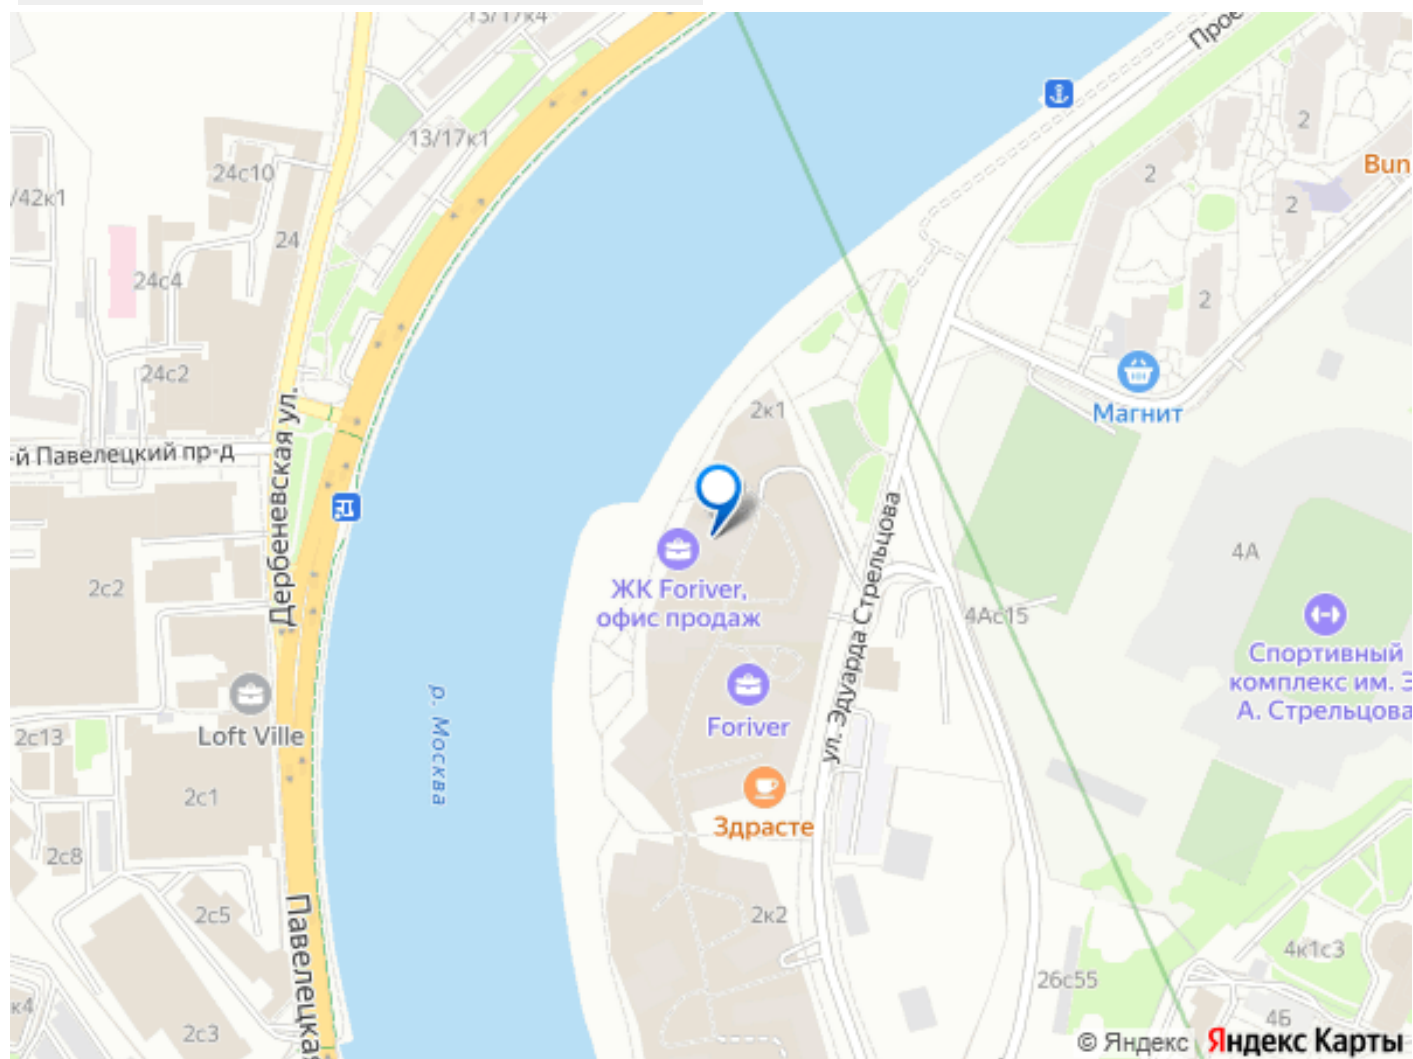 13/17к4
Прое
13/17к1
2
Bun
24с10
2
/42к1
2
24
24с4
2
24с2
2к1
Магнит
-й Павелецкий пр-д
Дербеневская ул.
ул. Эдуарда Стрельцова
4А
2с2
ЖК Foriver,
офис продаж
4Ас15
Спортивный
комплекс им. Э
А. Стрельцова
р. Москва
Foriver
Loft Ville
2с13
2с1
Здрасте
2с8
2с5
2к2
Павелецкая
4к1с3
26с55
к4
2с3
4Б
© Яндекс Яндекс Карты